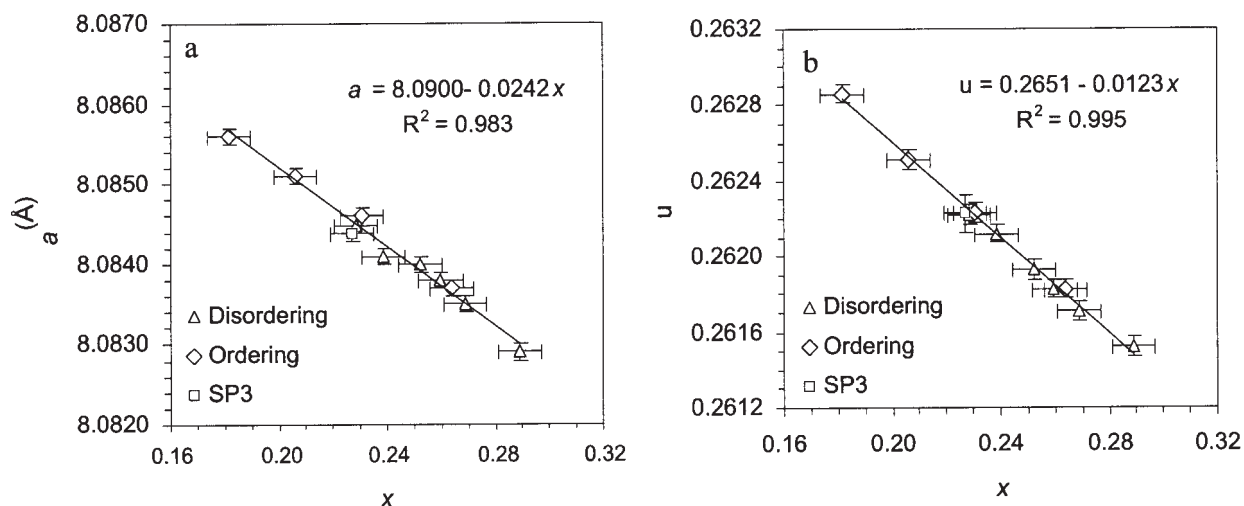 a
a = 8.0900- 0.0242x
R² = 0.983
a (Å)
8.0870
8.0860
8.0850
8.0840
8.0830
8.0820
Disordering
Ordering
SP3
0.16 0.20 0.24 0.28 0.32
x
b
u = 0.2651 - 0.0123x
R² = 0.995
u
0.2632
0.2628
0.2624
0.2620
0.2616
0.2612
Disordering
Ordering
SP3
0.16 0.20 0.24 0.28 0.32
x